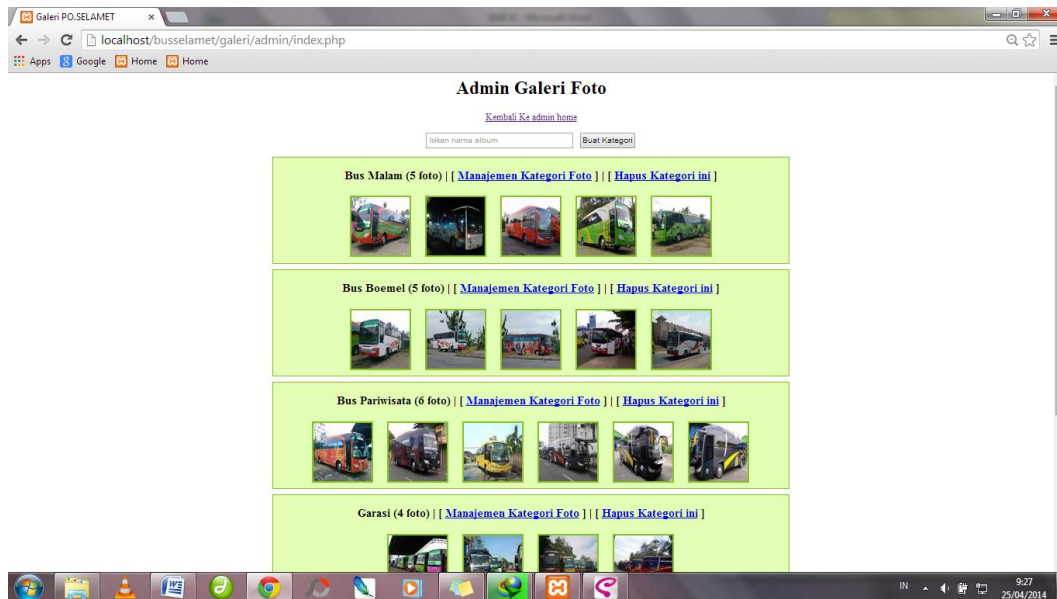 Galeri PO.SELAMET
localhost/busselamet/galeri/admin/index.php
Apps Google Home Home
Admin Galeri Foto
Kembali Ke admin home
Isikan nama album Buat Kategori
Bus Malam (5 foto) | [ Manajemen Kategori Foto ] | [ Hapus Kategori ini ]
Bus Boemel (5 foto) | [ Manajemen Kategori Foto ] | [ Hapus Kategori ini ]
Bus Pariwisata (6 foto) | [ Manajemen Kategori Foto ] | [ Hapus Kategori ini ]
Garasi (4 foto) | [ Manajemen Kategori Foto ] | [ Hapus Kategori ini ]
IN 9:27
25/04/2014